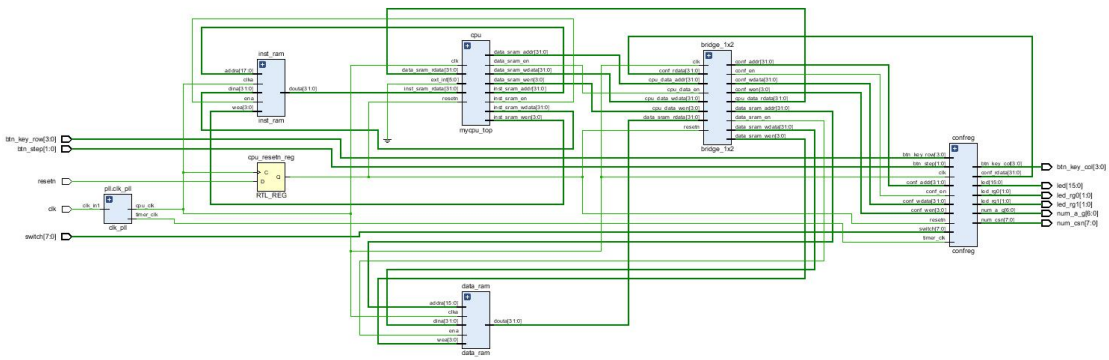 btn_key_row[3:0]
btn_step[1:0]
resetn
clk
switch[7:0]
pll.clk_pll
clk_in1
cpu_clk
timer_clk
clk_pll
inst_ram
addra[17:0]
clka
dina[31:0]
ena
wea[3:0]
douta[31:0]
inst_ram
cpu_resetn_reg
C
D
Q
RTL_REG
cpu
clk
data_sram_rdata[31:0]
ext_int[5:0]
inst_sram_rdata[31:0]
resetn
data_sram_addr[31:0]
data_sram_en
data_sram_wdata[31:0]
data_sram_wen[3:0]
inst_sram_addr[31:0]
inst_sram_en
inst_sram_wdata[31:0]
inst_sram_wen[3:0]
mycpu_top
data_ram
addra[15:0]
clka
dina[31:0]
ena
wea[3:0]
douta[31:0]
data_ram
bridge_1x2
clk
conf_rdata[31:0]
cpu_data_addr[31:0]
cpu_data_en
cpu_data_wdata[31:0]
cpu_data_wen[3:0]
data_sram_rdata[31:0]
resetn
conf_addr[31:0]
conf_en
conf_wdata[31:0]
conf_wen[3:0]
cpu_data_rdata[31:0]
data_sram_addr[31:0]
data_sram_en
data_sram_wdata[31:0]
data_sram_wen[3:0]
bridge_1x2
confreg
btn_key_row[3:0]
btn_step[1:0]
clk
conf_addr[31:0]
conf_en
conf_wdata[31:0]
conf_wen[3:0]
resetn
switch[7:0]
timer_clk
btn_key_col[3:0]
conf_rdata[31:0]
led[15:0]
led_rg0[1:0]
led_rg1[1:0]
num_a_g[6:0]
num_csn[7:0]
confreg
btn_key_col[3:0]
led[15:0]
led_rg0[1:0]
led_rg1[1:0]
num_a_g[6:0]
num_csn[7:0]